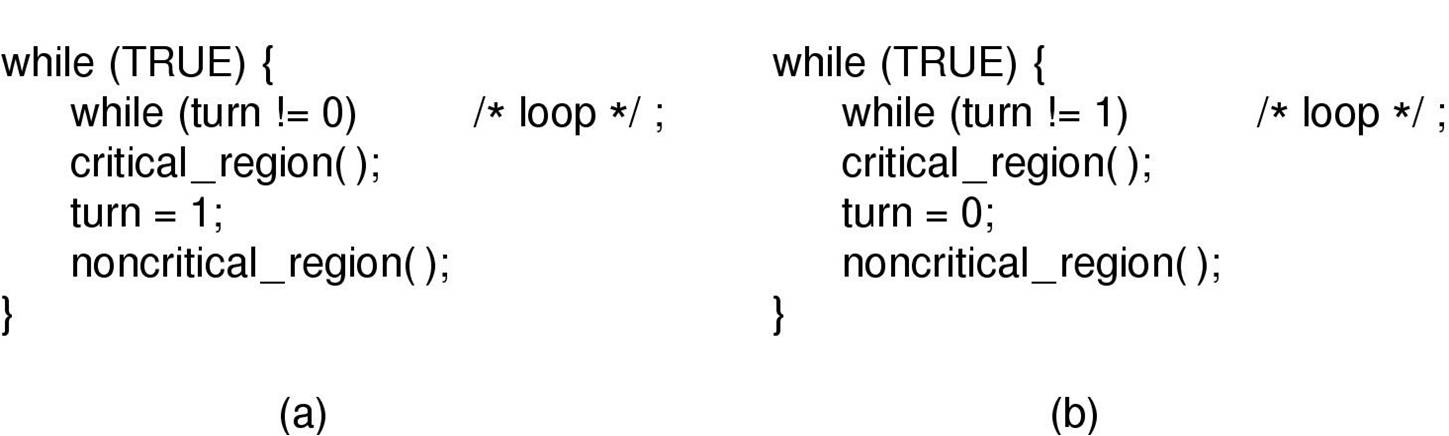 while (TRUE) {
while (turn != 0) /* loop */ ;
critical_region( );
turn = 1;
noncritical_region( );
}
(a)
while (TRUE) {
while (turn != 1) /* loop */ ;
critical_region( );
turn = 0;
noncritical_region( );
}
(b)